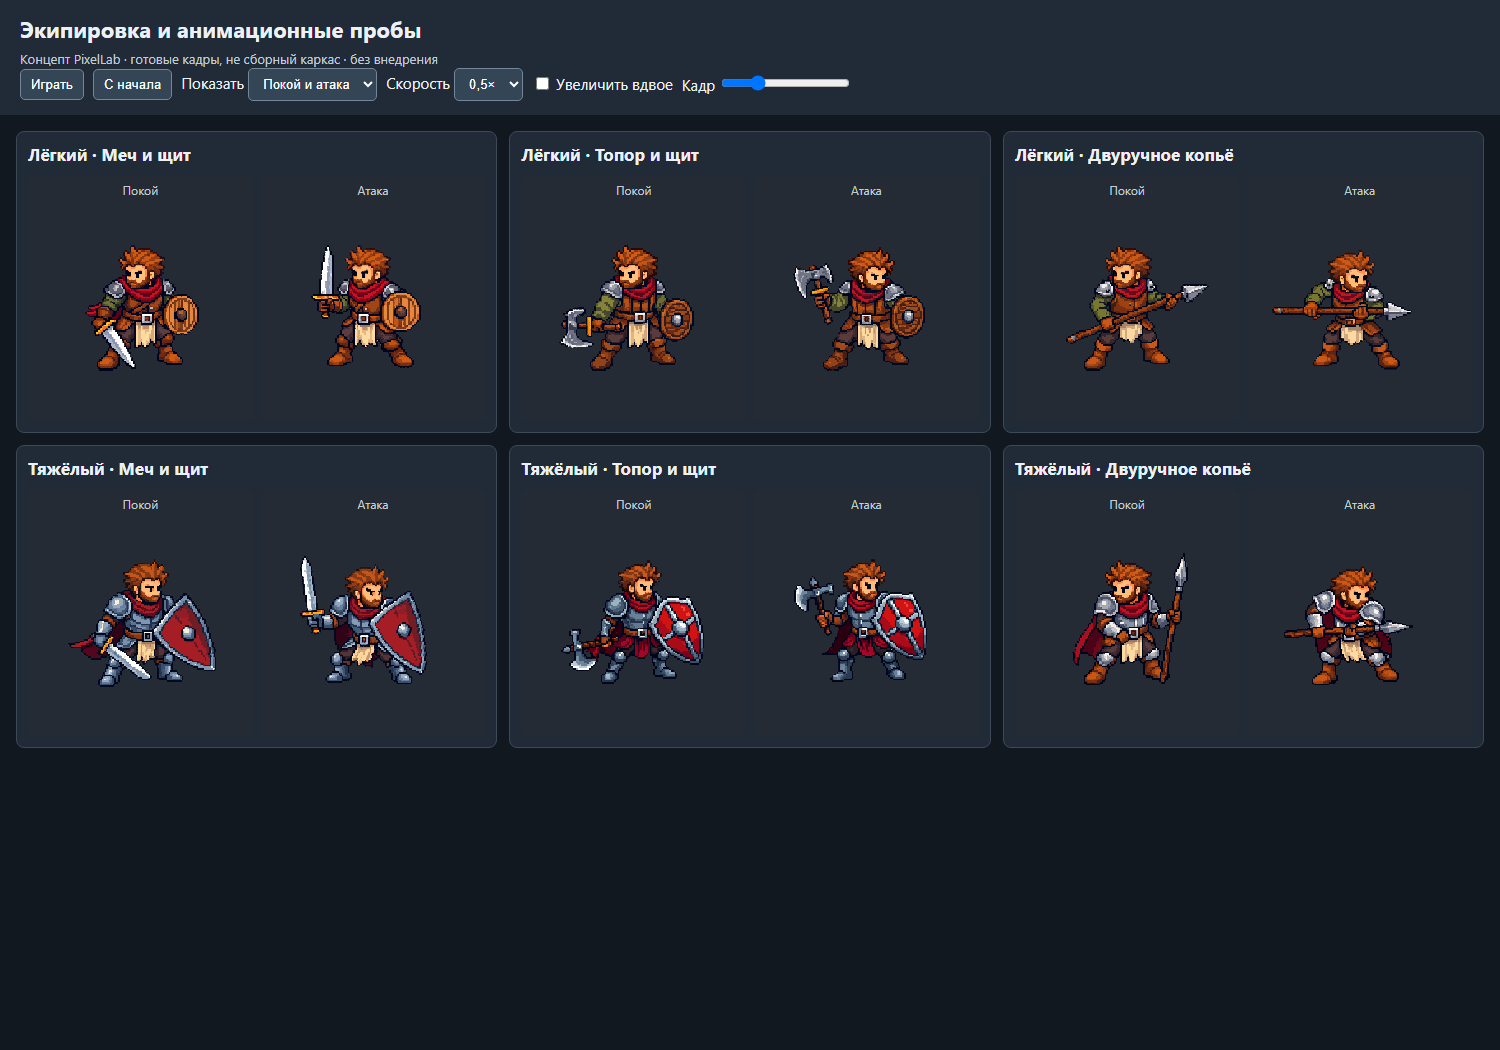 Экипировка и анимационные пробы
Концепт PixelLab · готовые кадры, не сборный каркас · без внедрения
Играть С начала Показать Покой и атака Скорость 0,5× Увеличить вдвое Кадр
Лёгкий · Меч и щит
Покой Атака
Лёгкий · Топор и щит
Покой Атака
Лёгкий · Двуручное копьё
Покой Атака
Тяжёлый · Меч и щит
Покой Атака
Тяжёлый · Топор и щит
Покой Атака
Тяжёлый · Двуручное копьё
Покой Атака